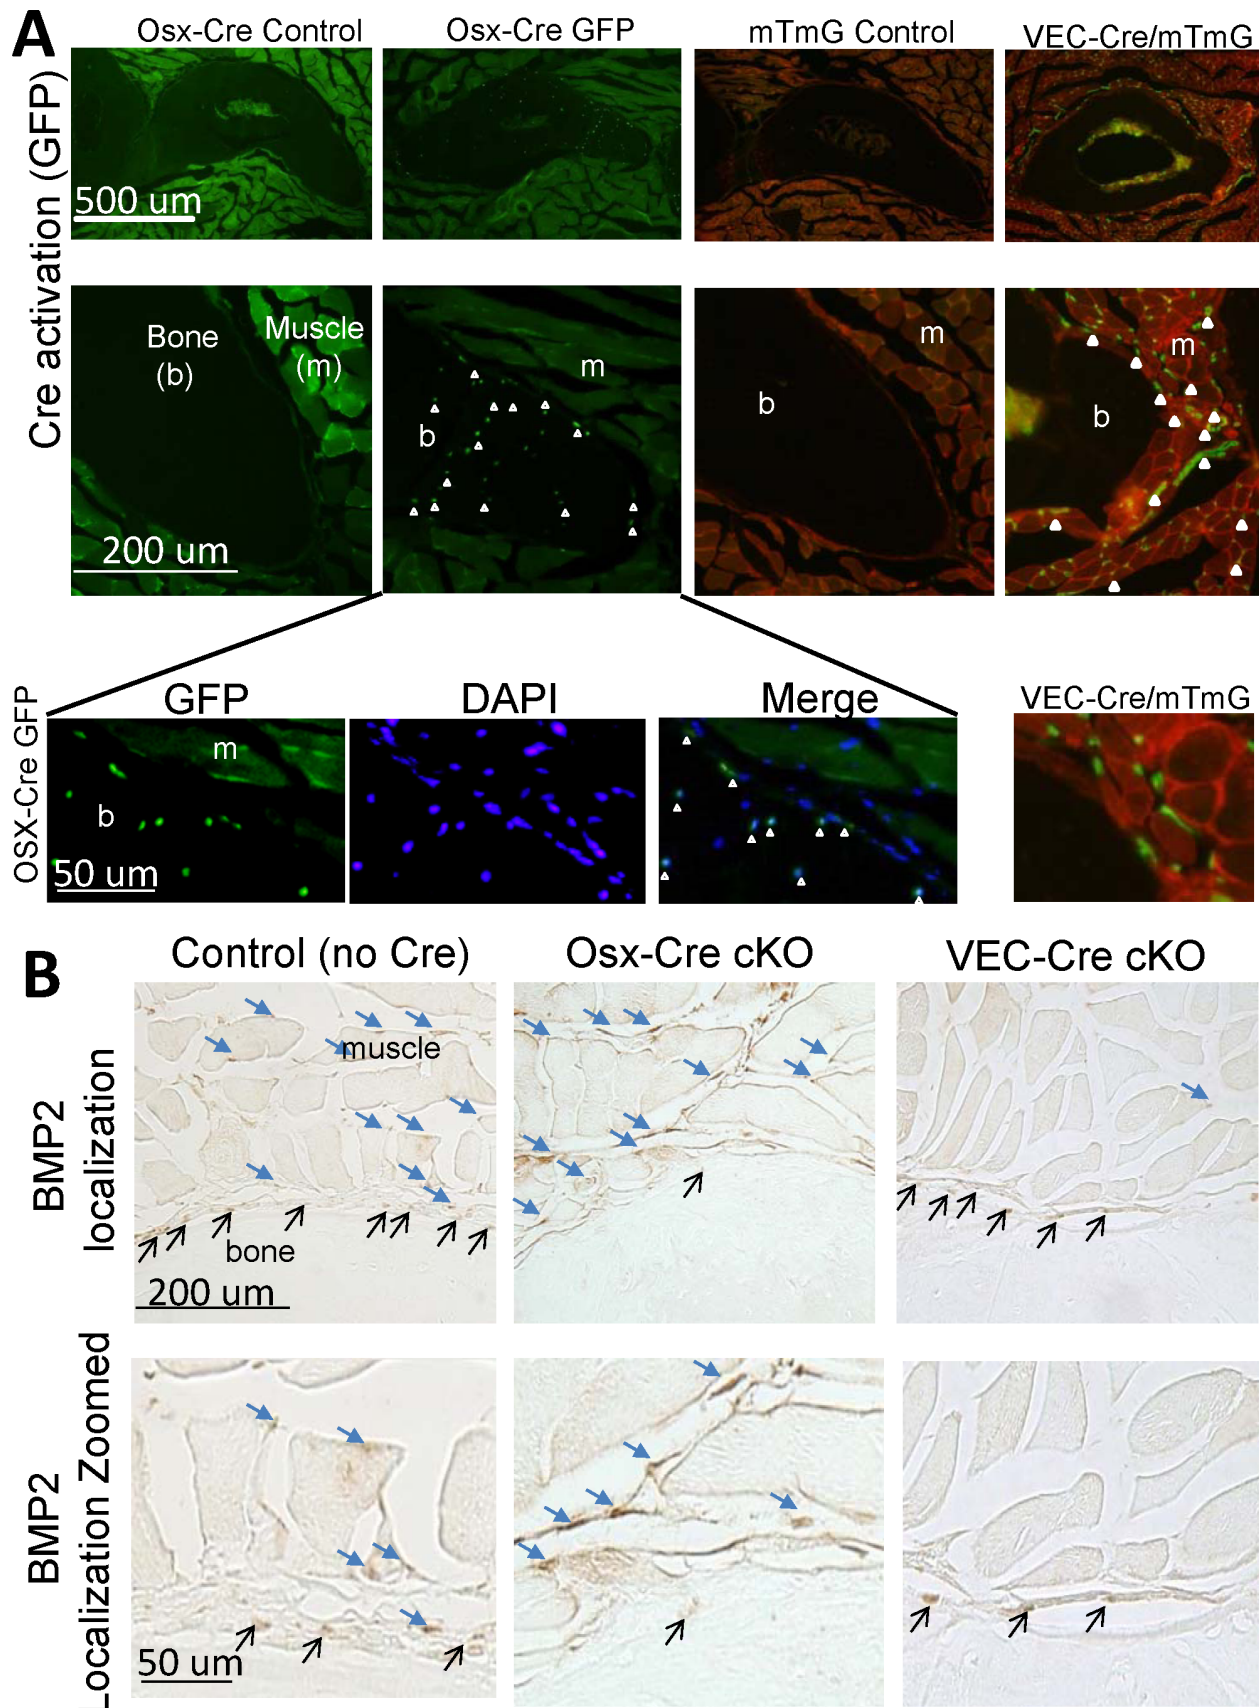 A
Osx-Cre Control
Osx-Cre GFP
mTmG Control
VEC-Cre/mTmG
Cre activation (GFP)
500 um
Bone
(b)
Muscle
(m)
m
b
m
b
m
b
200 um
OSX-Cre GFP
GFP
DAPI
Merge
VEC-Cre/mTmG
m
b
50 um
B
Control (no Cre)
Osx-Cre cKO
VEC-Cre cKO
BMP2
localization
muscle
bone
200 um
BMP2
Localization Zoomed
50 um